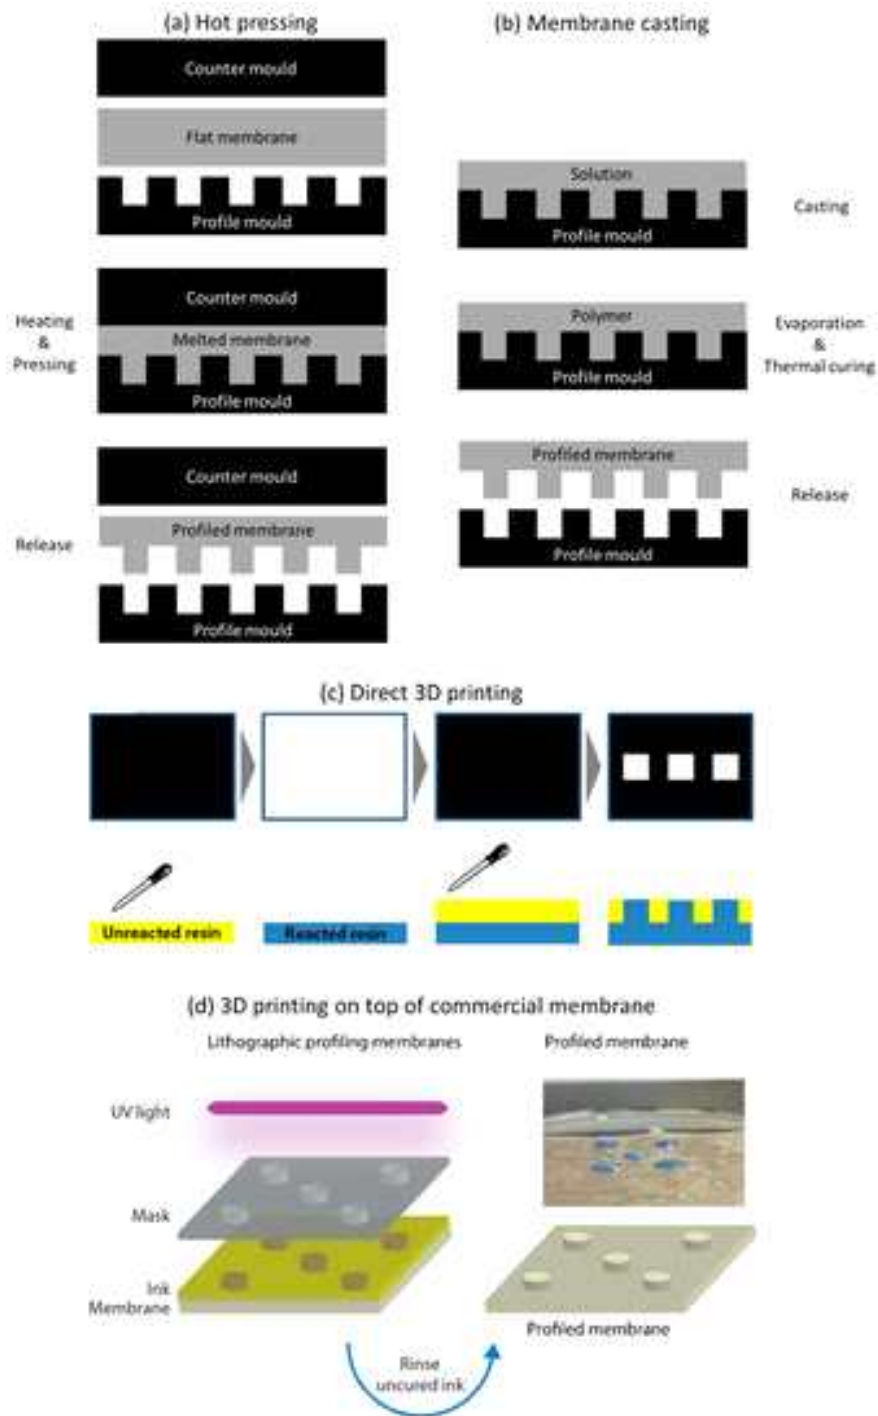 (a) Hot pressing
Counter mould
Flat membrane
Profile mould
Heating
&
Pressing
Counter mould
Melted membrane
Profile mould
Release
Counter mould
Profiled membrane
Profile mould
(b) Membrane casting
Solution
Profile mould
Casting
Polymer
Profile mould
Evaporation
&
Thermal curing
Profiled membrane
Profile mould
Release
(c) Direct 3D printing
Unreacted resin
Reacted resin
(d) 3D printing on top of commercial membrane
Lithographic profiling membranes
Profiled membrane
UV light
Mask
Ink
Membrane
Profiled membrane
Rinse
uncured ink